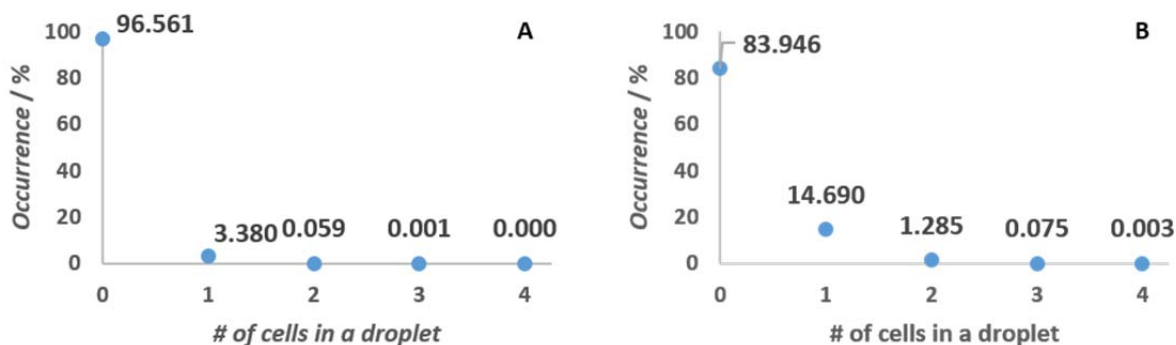 A
100
80
60
40
20
0
Occurrence / %
96.561
3.380
0.059
0.001
0.000
0 1 2 3 4
# of cells in a droplet
B
100
80
60
40
20
0
Occurrence / %
83.946
14.690
1.285
0.075
0.003
0 1 2 3 4
# of cells in a droplet